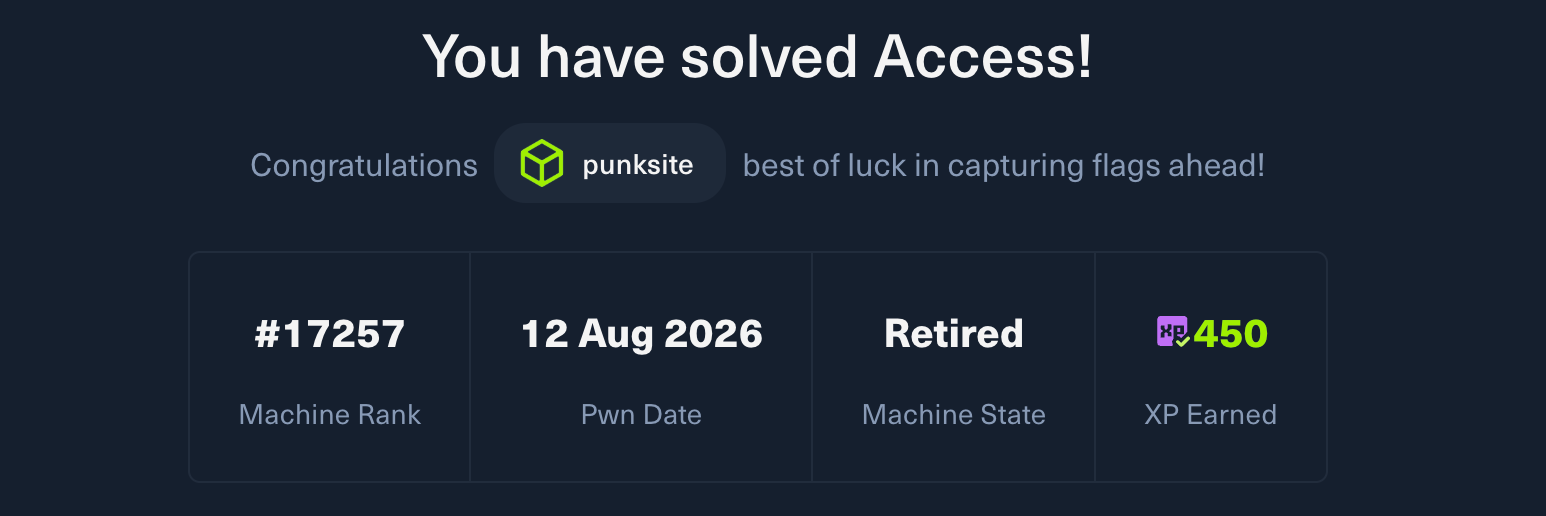 You have solved Access!
Congratulations punksite best of luck in capturing flags ahead!
#17257 12 Aug 2026 Retired XP 450
Machine Rank Pwn Date Machine State XP Earned